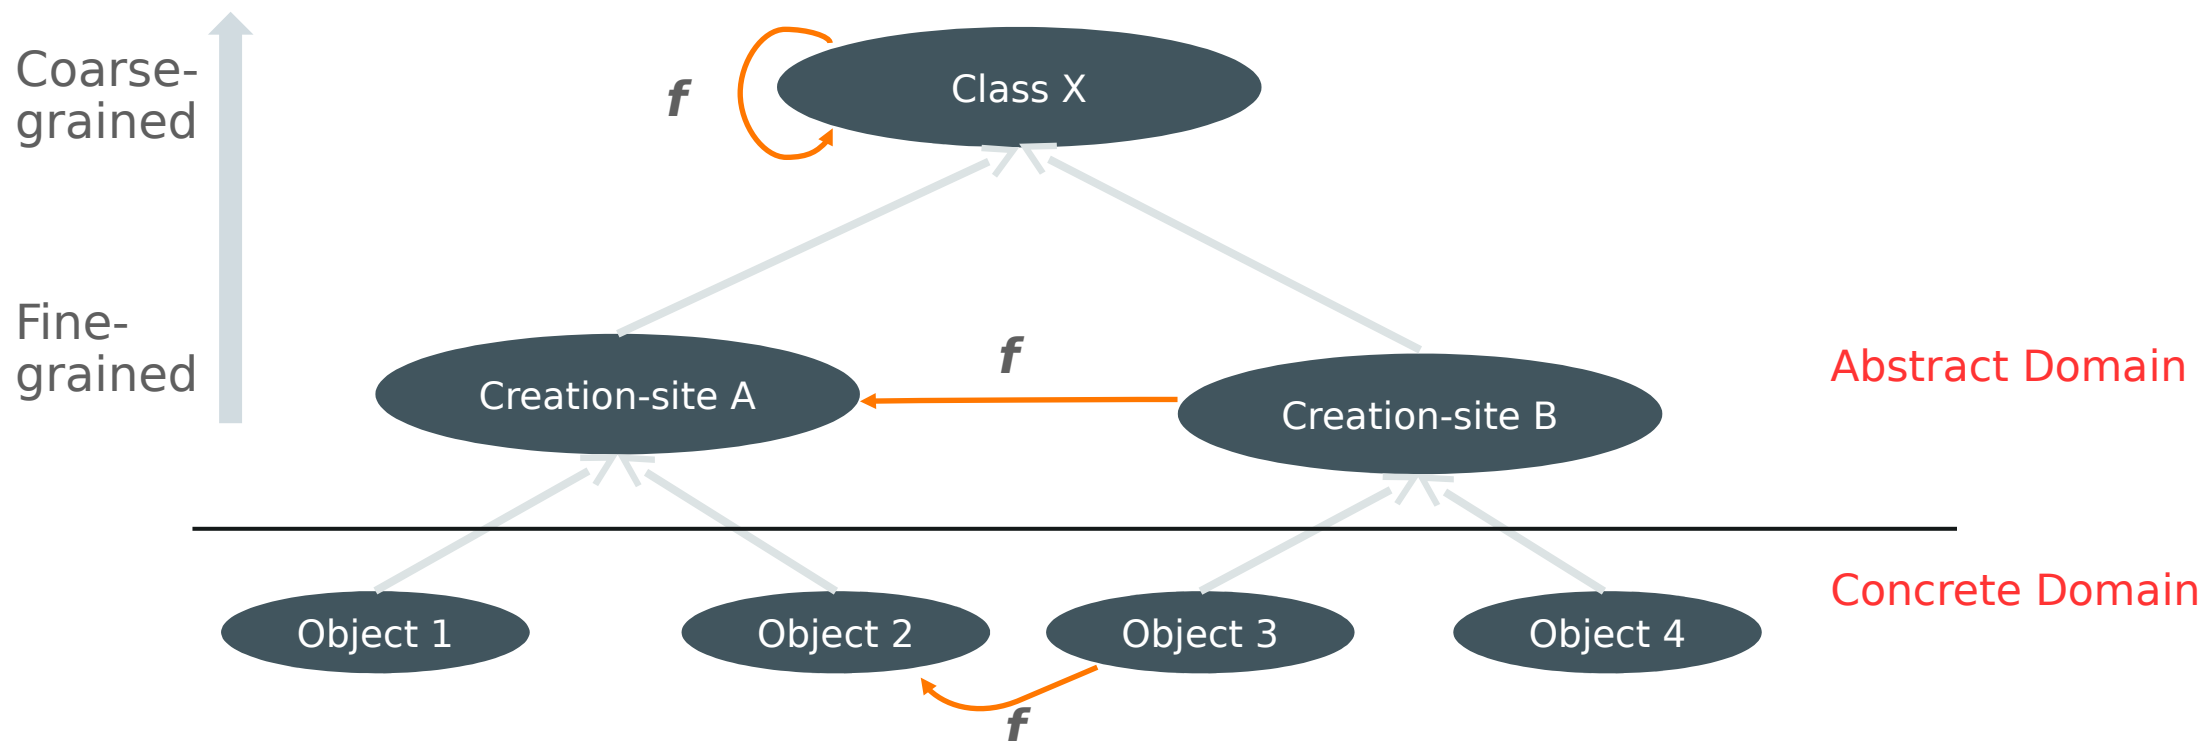 Coarse-
grained
f
Class X
Fine-
grained
f
Creation-site A
Creation-site B
Abstract Domain
Concrete Domain
Object 1
Object 2
Object 3
Object 4
f